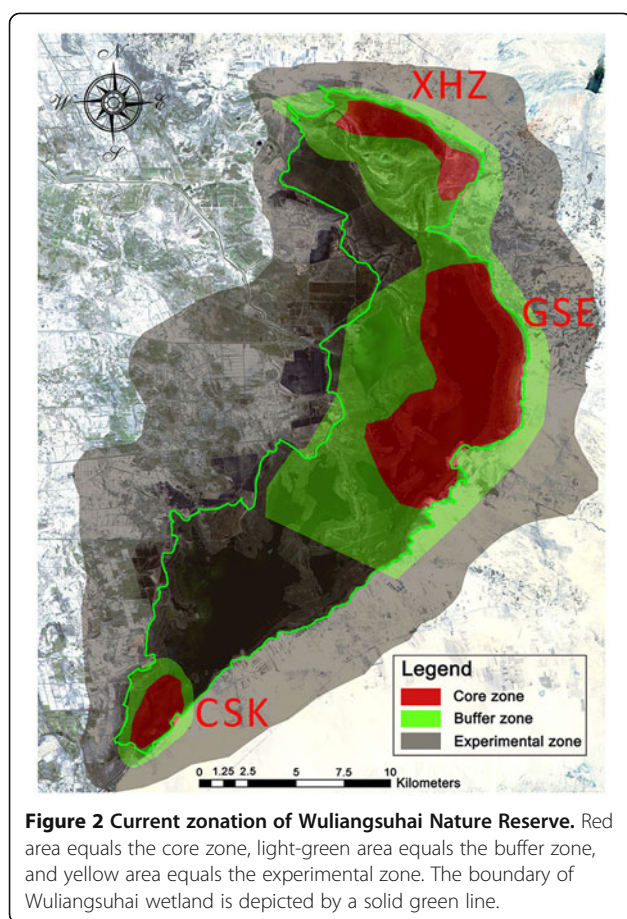 N
W
E
S
XHZ
GSE
CSK
Legend
Core zone
Buffer zone
Experimental zone
0 1.25 2.5 5 7.5 10
Kilometers
Figure 2 Current zonation of Wuliangsuhai Nature Reserve. Red
area equals the core zone, light-green area equals the buffer zone,
and yellow area equals the experimental zone. The boundary of
Wuliangsuhai wetland is depicted by a solid green line.